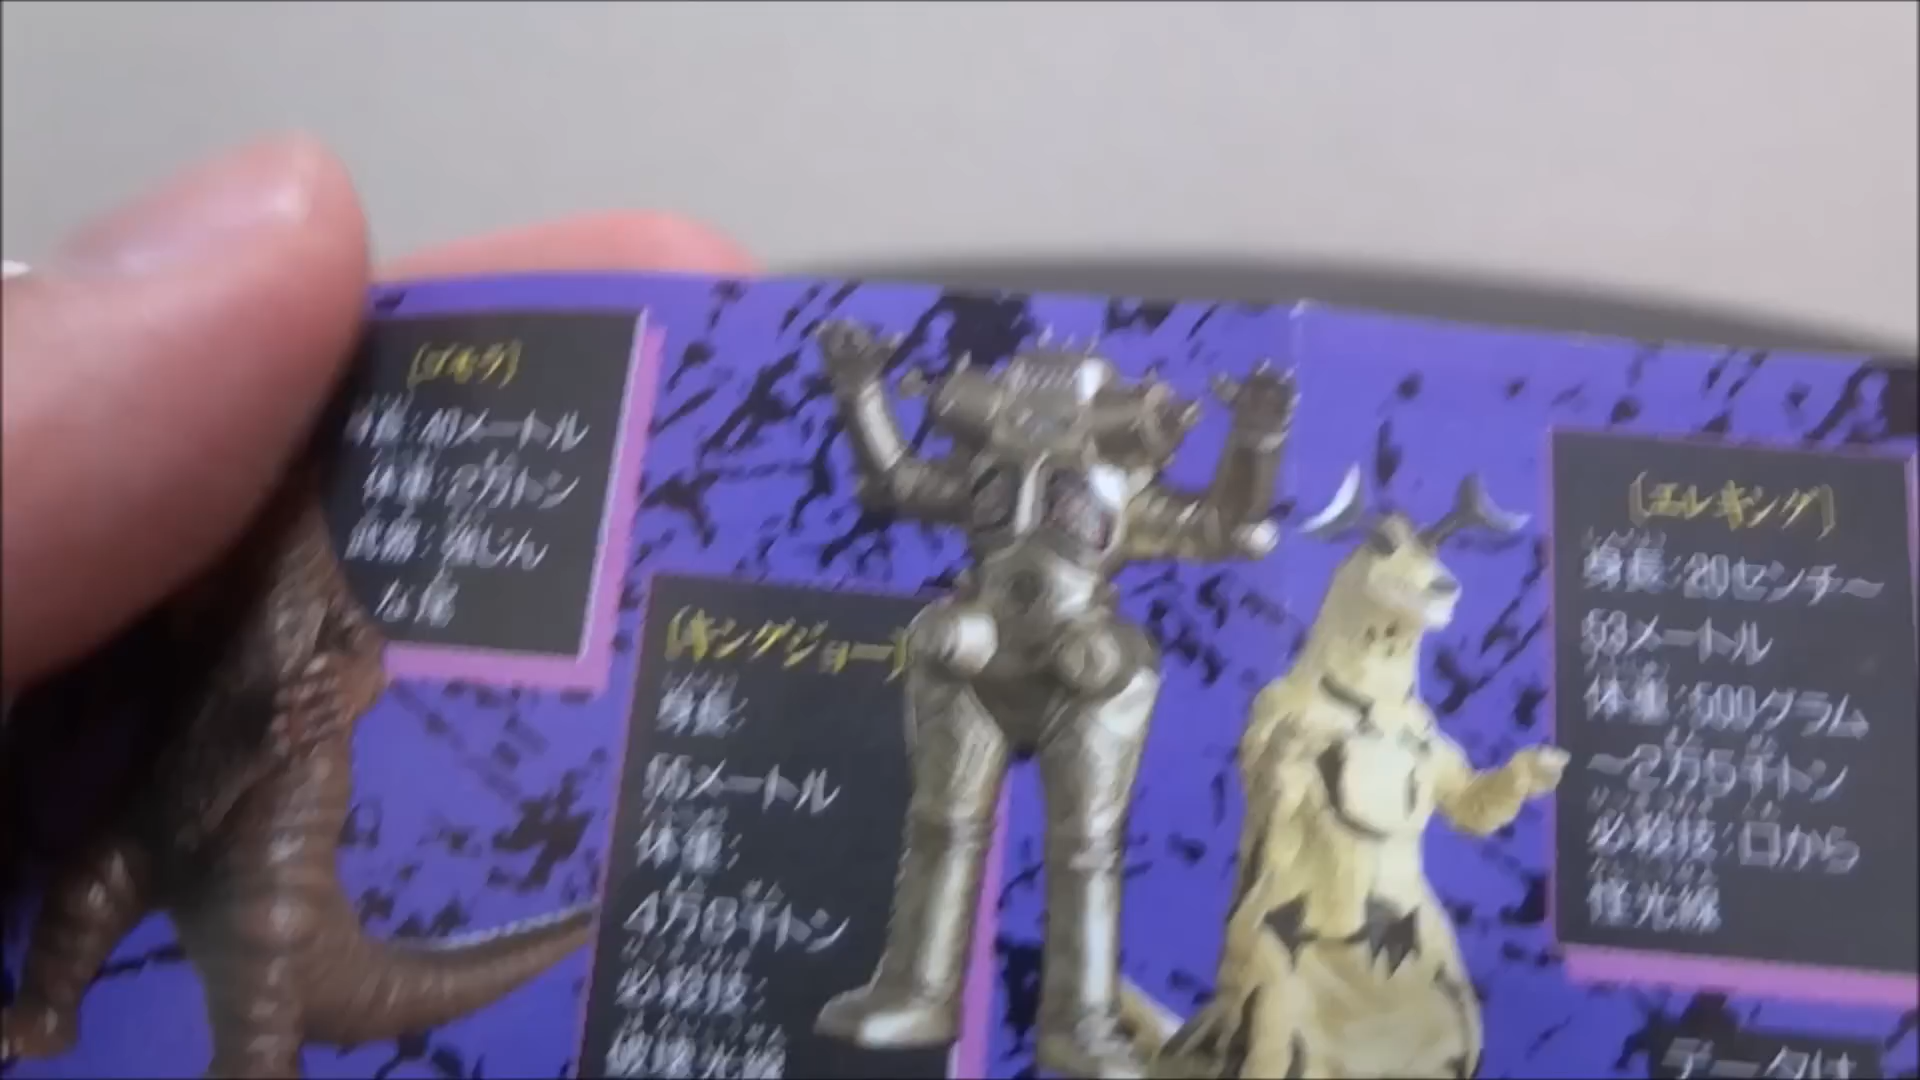 (ゴモラ)
身長:40メートル
体重:2万トン
武器:強じん
な尾
(キングジョー)
身長:
55メートル
体重:
4万8千トン
必殺技:
破壊光線
(エレキング)
身長:20センチ〜
53メートル
体重:500グラム
〜2万5千トン
必殺技:口から
怪光線
データは